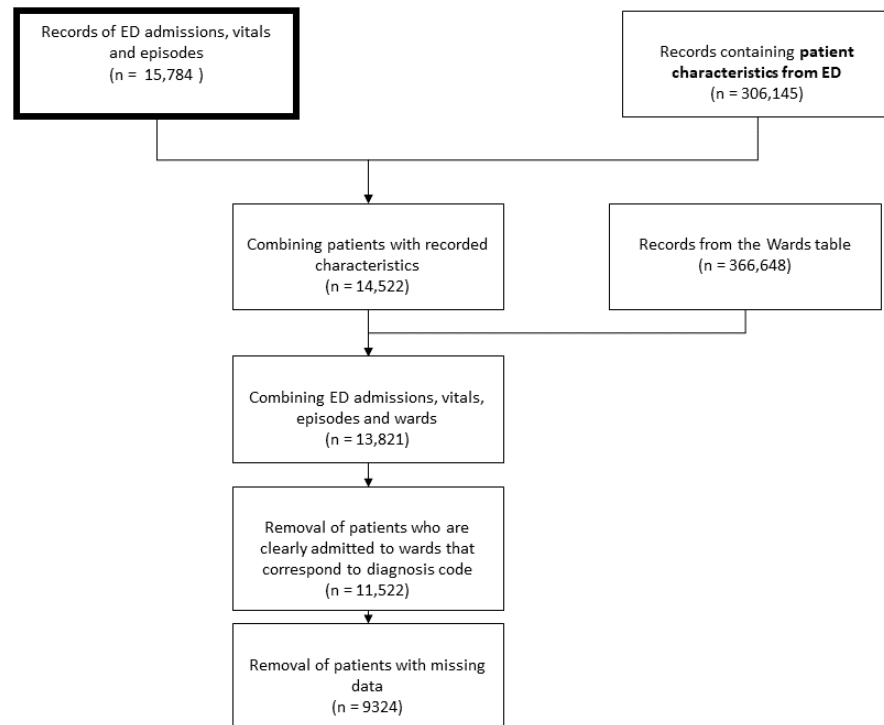 Records of ED admissions, vitals
and episodes
(n = 15,784 )
Records containing patient
characteristics from ED
(n = 306,145)
Combining patients with recorded
characteristics
(n = 14,522)
Records from the Wards table
(n = 366,648)
Combining ED admissions, vitals,
episodes and wards
(n = 13,821)
Removal of patients who are
clearly admitted to wards that
correspond to diagnosis code
(n = 11,522)
Removal of patients with missing
data
(n = 9324)